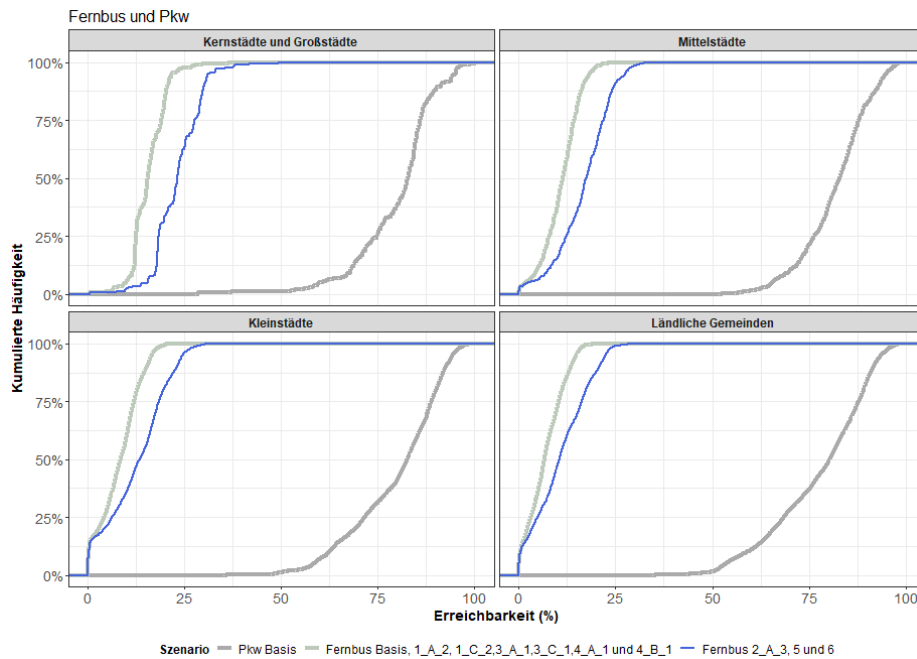 Fernbus und Pkw
Kernstädte und Großstädte
Mittelstädte
100%
75%
50%
25%
0%
Kleinstädte
Ländliche Gemeinden
100%
75%
50%
25%
0%
Kumulierte Häufigkeit
0 25 50 75 100
0 25 50 75 100
Erreichbarkeit (%)
Szenario Pkw Basis Fernbus Basis, 1_A_2, 1_C_2,3_A_1,3_C_1,4_A_1 und 4_B_1 Fernbus 2_A_3, 5 und 6